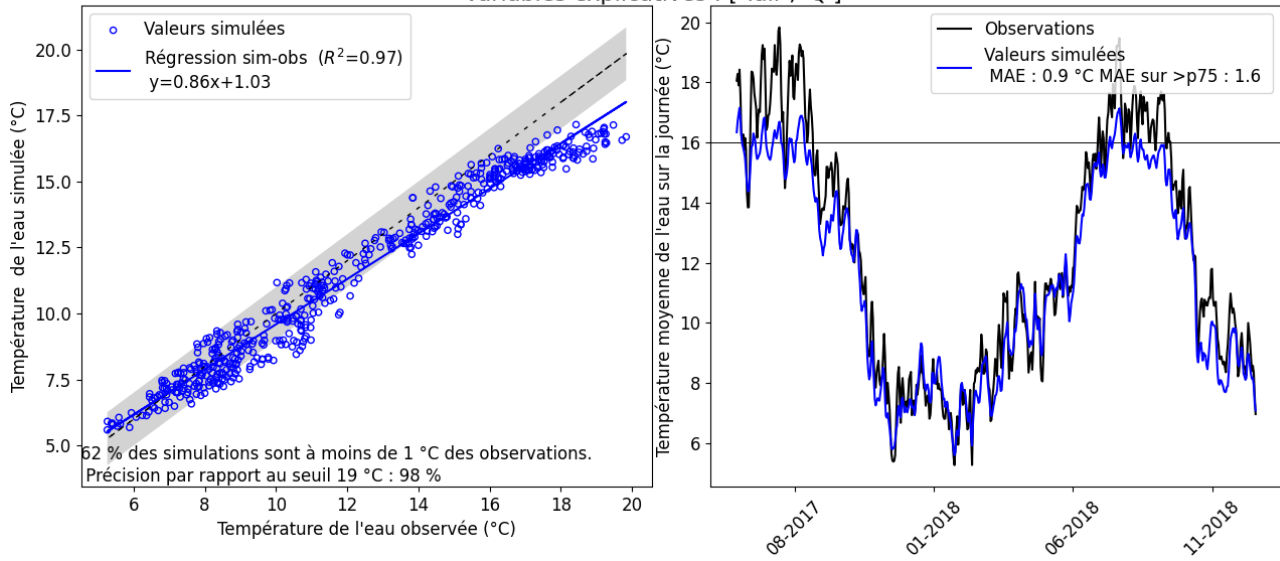 Valeurs simulées
Régression sim-obs (R²=0.97)
y=0.86x+1.03
20.0
17.5
15.0
12.5
10.0
7.5
5.0
Température de l'eau simulée (°C)
62 % des simulations sont à moins de 1 °C des observations.
Précision par rapport au seuil 19 °C : 98 %
6
8
10
12
14
16
18
20
Température de l'eau observée (°C)
Observations
Valeurs simulées
MAE : 0.9 °C MAE sur >p75 : 1.6
20
18
16
14
12
10
8
6
Température moyenne de l'eau sur la journée (°C)
08-2017
01-2018
06-2018
11-2018